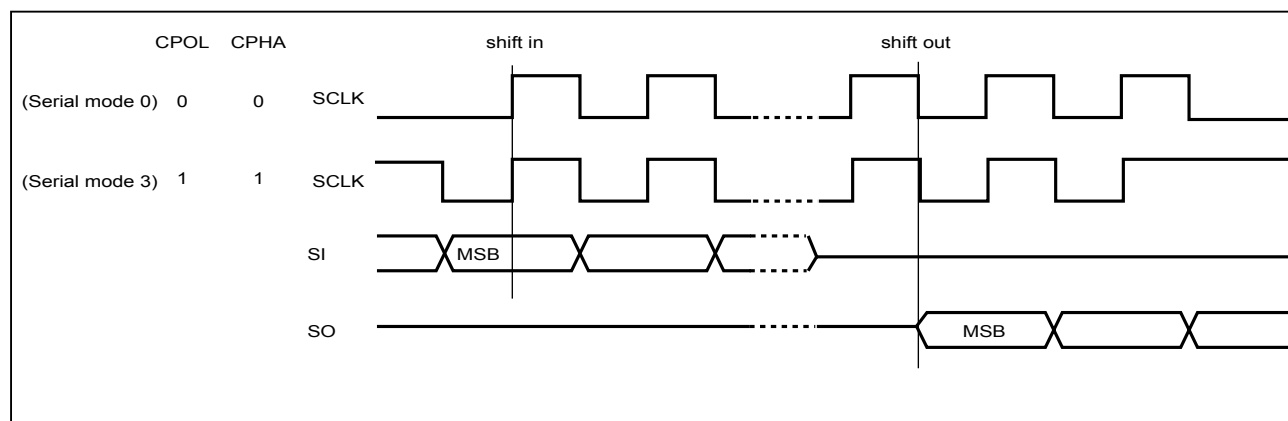 CPOL CPHA shift in shift out
(Serial mode 0) 0 0 SCLK
(Serial mode 3) 1 1 SCLK
SI MSB
SO MSB